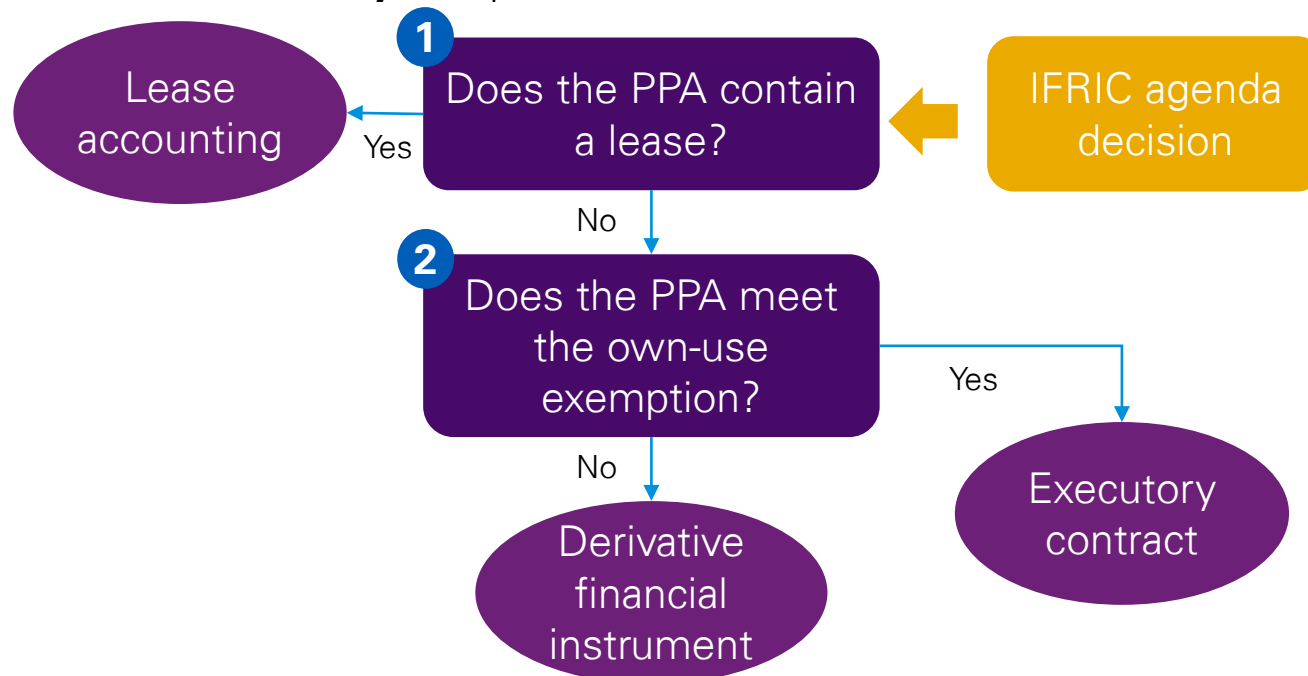 1
Lease
accounting
Yes
Does the PPA contain
a lease?
IFRIC agenda
decision
No
2
Does the PPA meet
the own-use
exemption?
Yes
No
Executory
contract
Derivative
financial
instrument